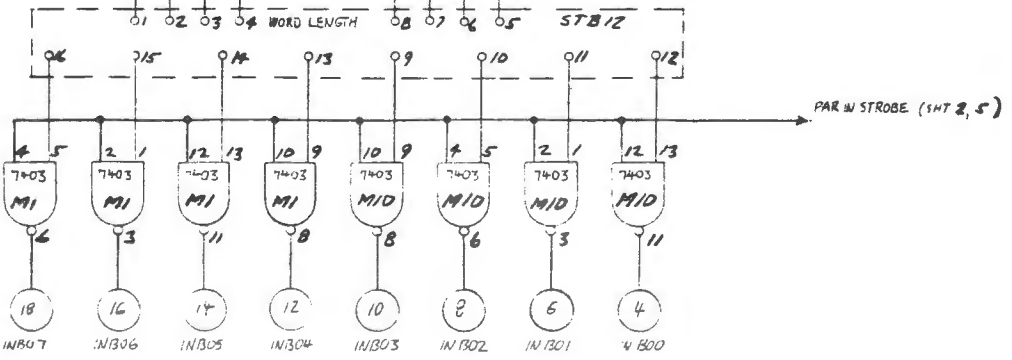 1 2 3 4 WORD LENGTH 8 7 6 5 STB12
16 15 14 13 9 10 11 12
PAR IN STROBE (SHT 2, 5)
4 5 2 1 12 13 10 9 10 9 4 5 2 1 12 13
7403 7403 7403 7403 7403 7403 7403 7403
M1 M1 M1 M1 M10 M10 M10 M10
6 3 11 8 8 6 3 11
18 16 14 12 10 8 6 4
INB07 INB06 INB05 INB04 INB03 INB02 INB01 INB00